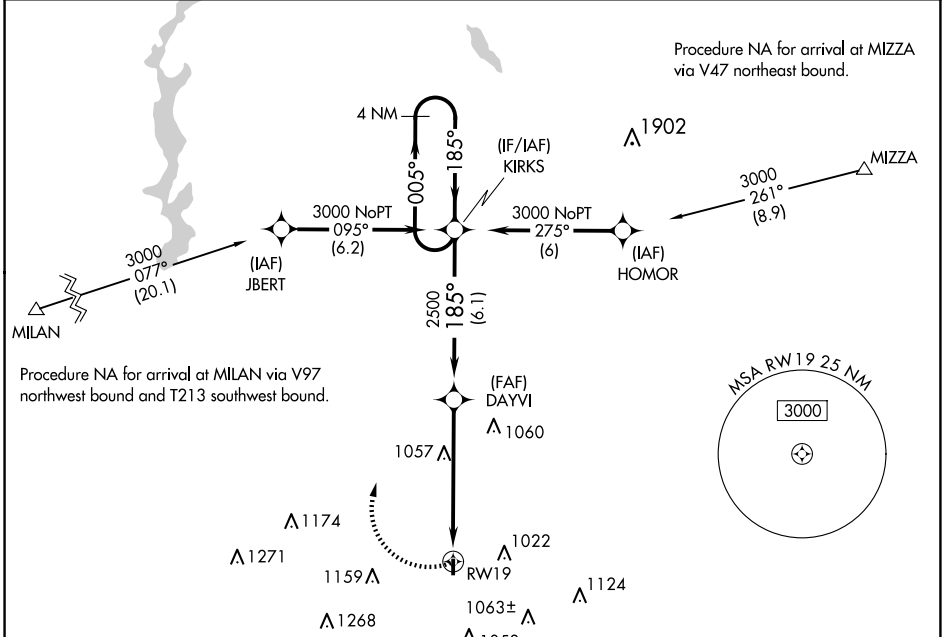 Procedure NA for arrival at MIZZA
via V47 northeast bound.
4 NM
1902
(IF/IAF)
KIRKS
MIZZA
185°
005°
3000
261°
(8.9)
3000 NoPT
095°
(6.2)
3000 NoPT
275°
(6)
(IAF)
JBERT
(IAF)
HOMOR
3000
077°
(20.1)
MILAN
2500
185°
(6.1)
Procedure NA for arrival at MILAN via V97
northwest bound and T213 southwest bound.
(FAF)
DAYVI
MSA RW19 25 NM
3000
1060
1057
1174
1271
1022
1159
RW19
1124
1063±
1268